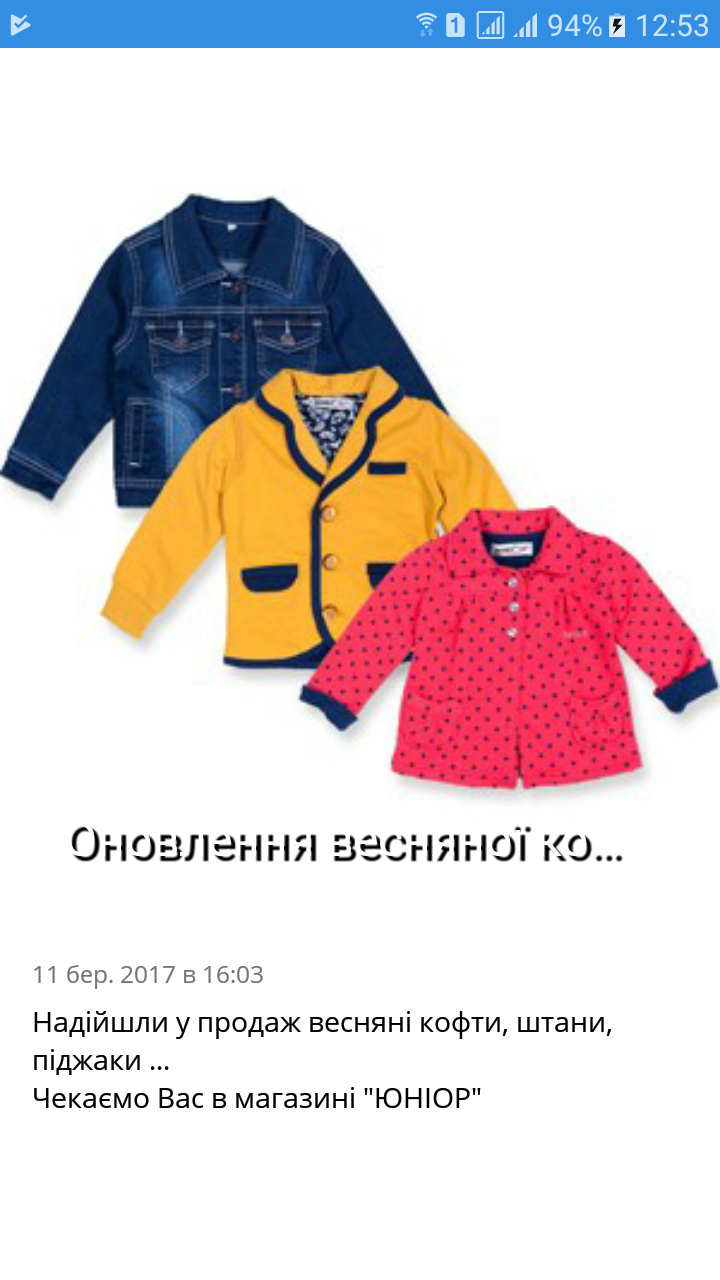 1 94% 12:53
Оновлення весняної ко...
11 бер. 2017 в 16:03
Надійшли у продаж весняні кофти, штани,
піджаки ...
Чекаємо Вас в магазині "ЮНІОР"